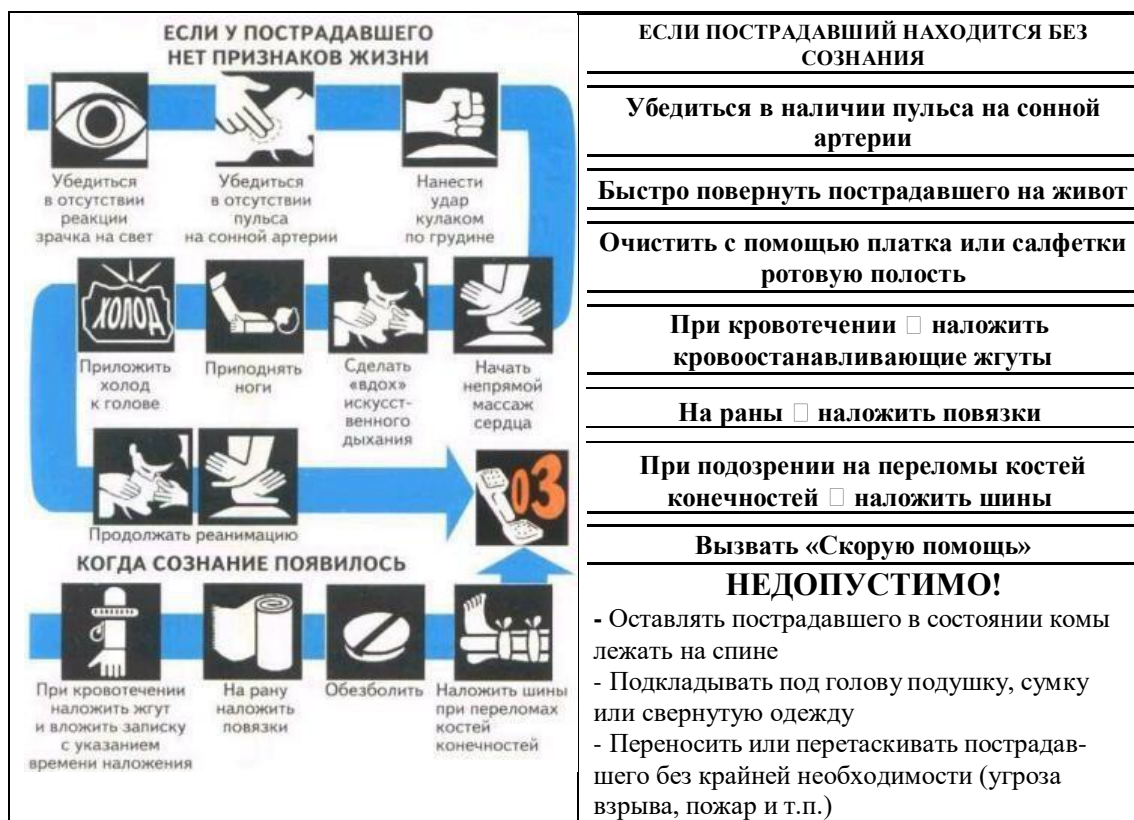 ЕСЛИ У ПОСТРАДАВШЕГО
НЕТ ПРИЗНАКОВ ЖИЗНИ
Убедиться
в отсутствии
реакции
зрачка на свет
Убедиться
в отсутствии
пульса
на сонной артерии
Нанести
удар
кулаком
по грудине
ХОЛОД
Приложить
холод
к голове
Приподнять
ноги
Сделать
«вдох»
искусст-
венного
дыхания
Начать
непрямой
массаж
сердца
Продолжать реанимацию
03
КОГДА СОЗНАНИЕ ПОЯВИЛОСЬ
При кровотечении
наложить жгут
и вложить записку
с указанием
времени наложения
На рану
наложить
повязки
Обезболить
Наложить шины
при переломах
костей
конечностей
ЕСЛИ ПОСТРАДАВШИЙ НАХОДИТСЯ БЕЗ
СОЗНАНИЯ
Убедиться в наличии пульса на сонной
артерии
Быстро повернуть пострадавшего на живот
Очистить с помощью платка или салфетки
ротовую полость
При кровотечении □ наложить
кровоостанавливающие жгуты
На раны □ наложить повязки
При подозрении на переломы костей
конечностей □ наложить шины
Вызвать «Скорую помощь»
НЕДОПУСТИМО!
- Оставлять пострадавшего в состоянии комы
лежать на спине
- Подкладывать под голову подушку, сумку
или свернутую одежду
- Переносить или перетаскивать пострадав-
шего без крайней необходимости (угроза
взрыва, пожар и т.п.)